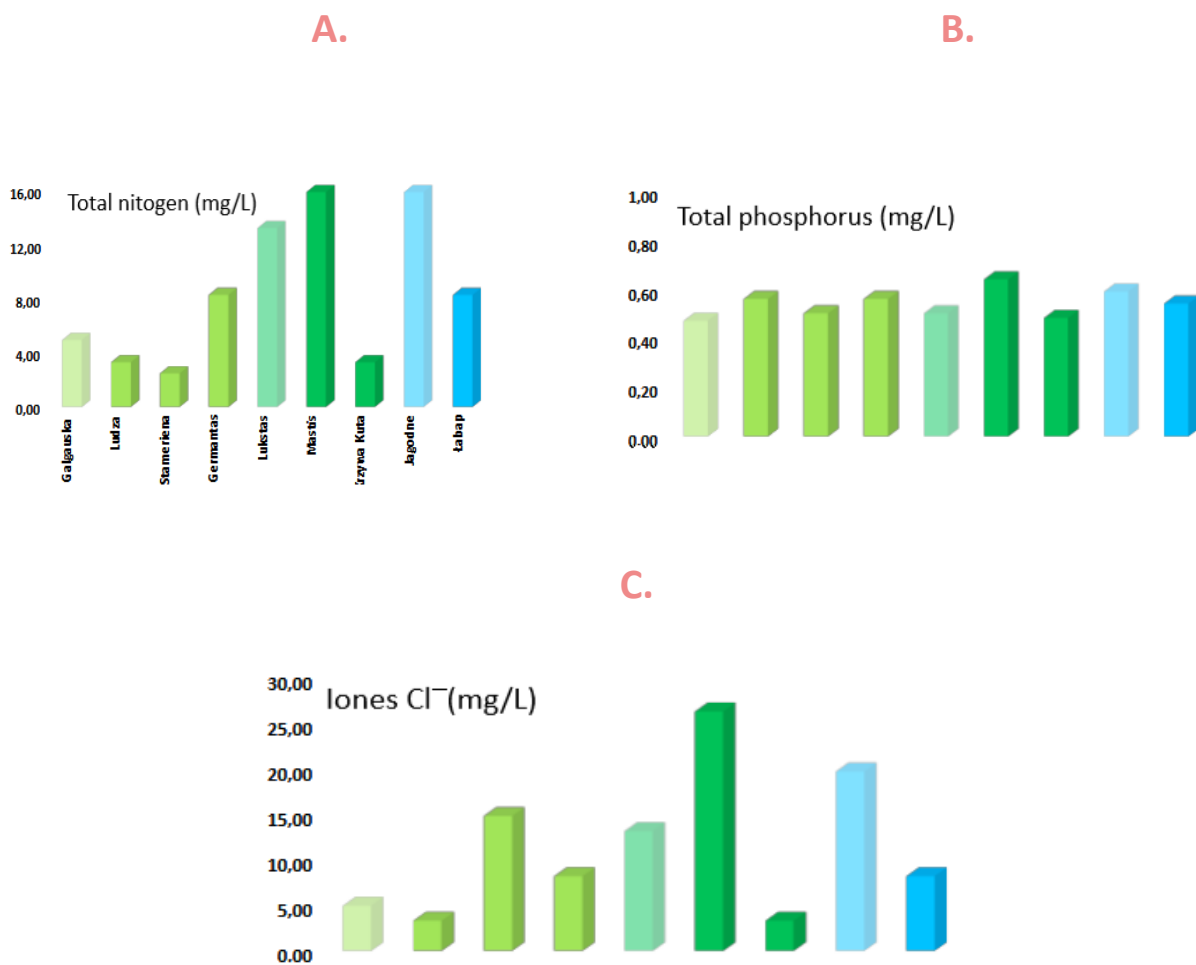 A.
B.
Total nitogen (mg/L)
16,00
12,00
8,00
4,00
0,00
Galgauska
Ludza
Stameriena
Germantas
Lukstas
Mastis
Krzywa Kuta
Jagodne
Łabap
Total phosphorus (mg/L)
1,00
0,80
0,60
0,40
0,20
0.00
C.
Iones Cl⁻(mg/L)
30,00
25,00
20,00
15,00
10,00
5,00
0.00